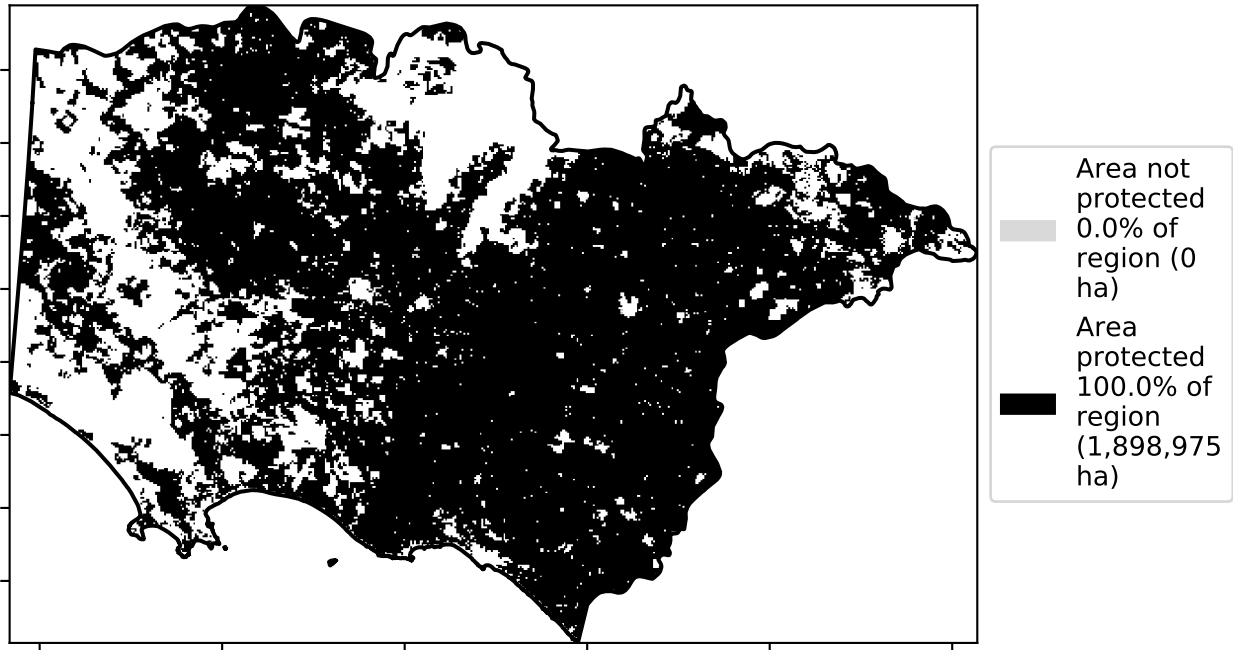 Area not
protected
0.0% of
region (0
ha)
Area
protected
100.0% of
region
(1,898,975
ha)